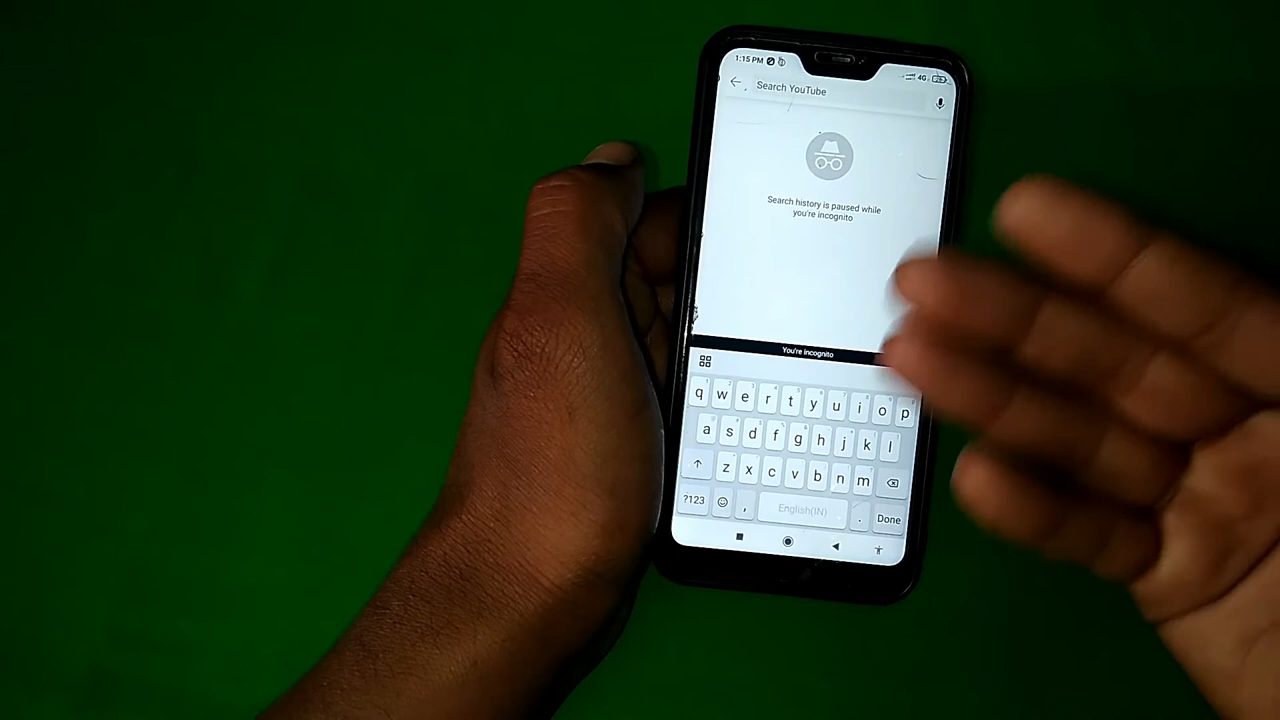 1:15 PM
4G
Search YouTube
Search history is paused while
you're incognito
You're incognito
q w e r t y u i o p
a s d f g h j k l
z x c v b n m
?123 , English(IN) . Done